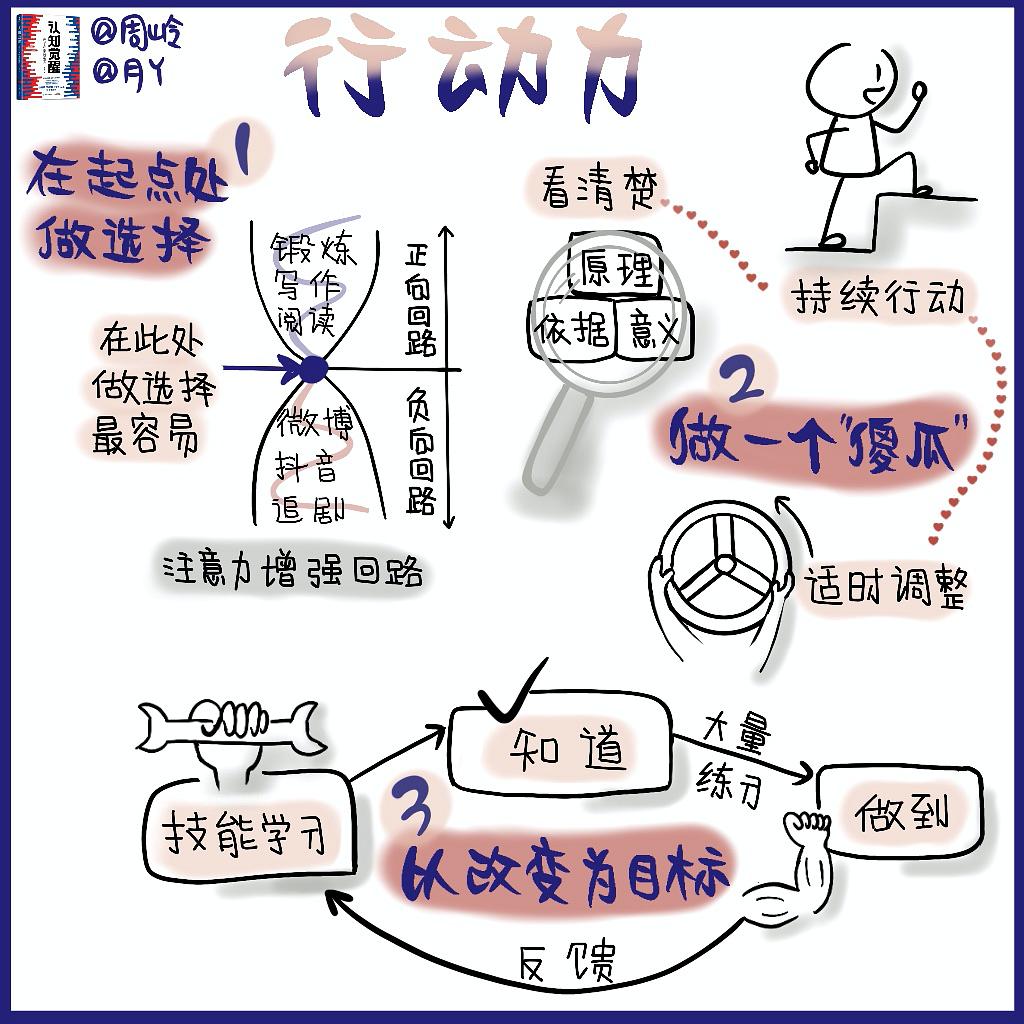 认知觉醒
@周岭
@月丫
行动力
1
在起点处
做选择
在此处
做选择
最容易
锻炼
写作
阅读
正向回路
微博
抖音
追剧
负向回路
注意力增强回路
看清楚
原理
依据
意义
持续行动
2
做一个“傻瓜”
适时调整
技能学习
知道
大量
练习
做到
3
以改变为目标
反馈